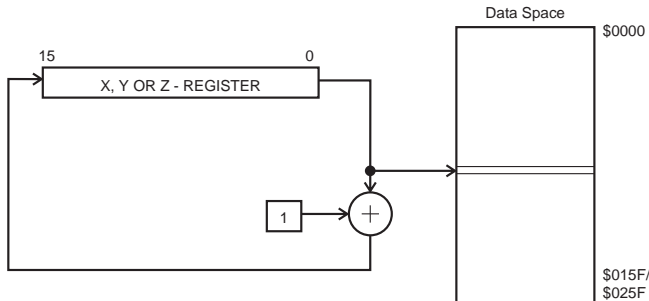 Data Space
$0000
15 0
X, Y OR Z - REGISTER
1
+
$015F/
$025F